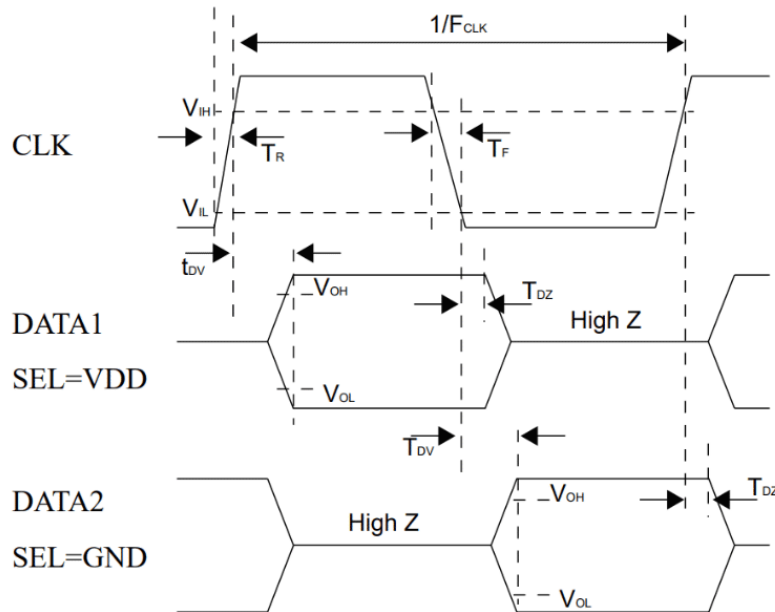 1/FCLK
VIH
CLK
TR
TF
VIL
tDV
VOH
TDZ
DATA1
High Z
SEL=VDD
VOL
TDV
DATA2
VOH
TDZ
High Z
SEL=GND
VOL